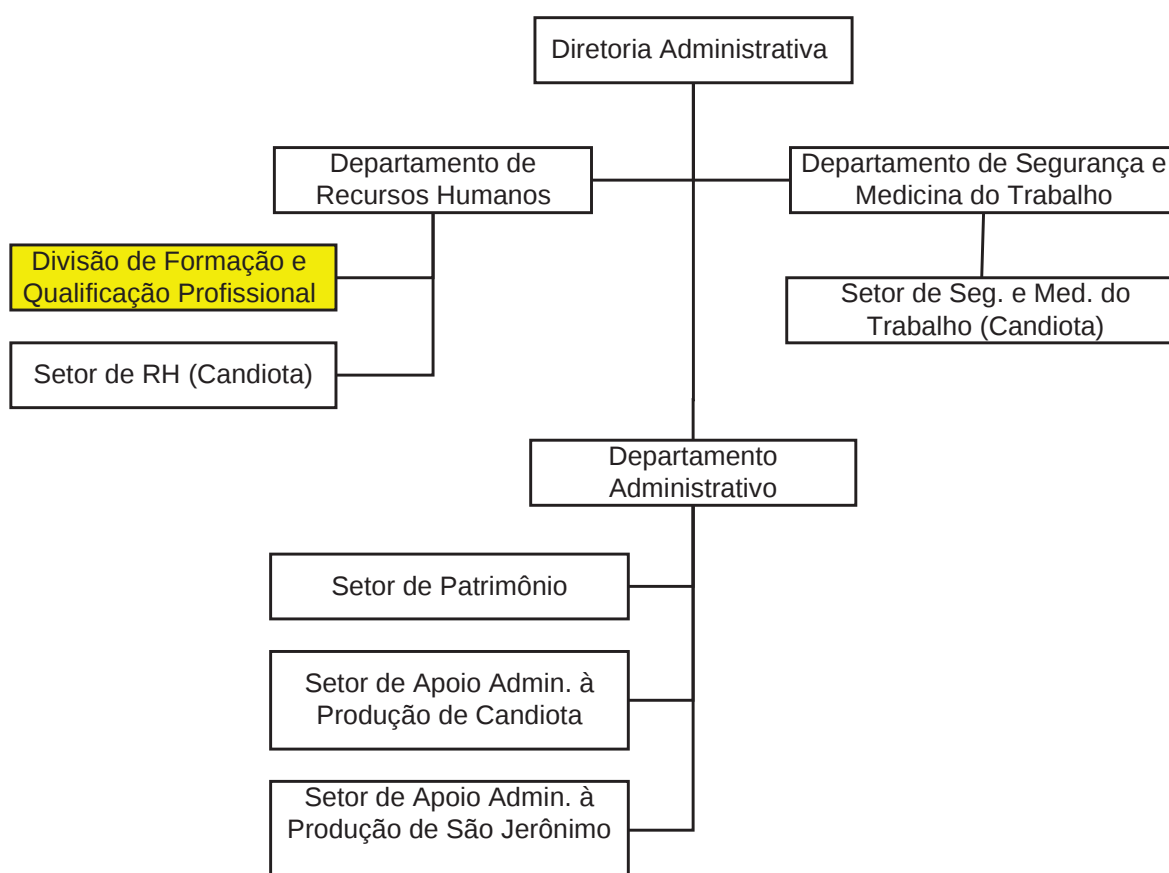 Diretoria Administrativa
Departamento de
Recursos Humanos
Departamento de Segurança e
Medicina do Trabalho
Divisão de Formação e
Qualificação Profissional
Setor de Seg. e Med. do
Trabalho (Candiota)
Setor de RH (Candiota)
Departamento
Administrativo
Setor de Patrimônio
Setor de Apoio Admin. à
Produção de Candiota
Setor de Apoio Admin. à
Produção de São Jerônimo